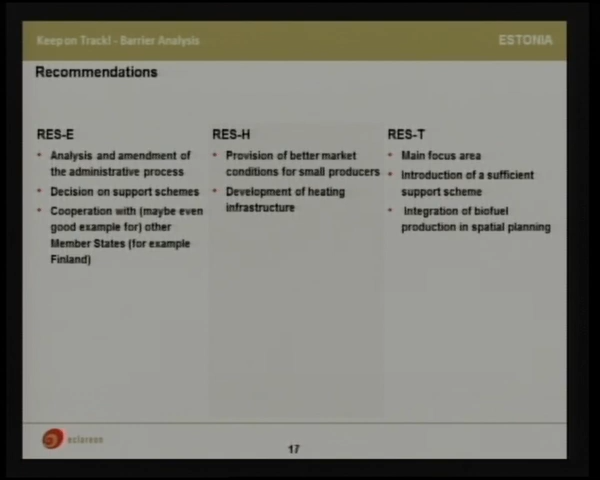 Keep on Track! - Barrier Analysis
ESTONIA
Recommendations
RES-E
• Analysis and amendment of
the administrative process
• Decision on support schemes
• Cooperation with (maybe even
good example for) other
Member States (for example
Finland)
RES-H
• Provision of better market
conditions for small producers
• Development of heating
infrastructure
RES-T
• Main focus area
• Introduction of a sufficient
support scheme
• Integration of biofuel
production in spatial planning
eclareon
17